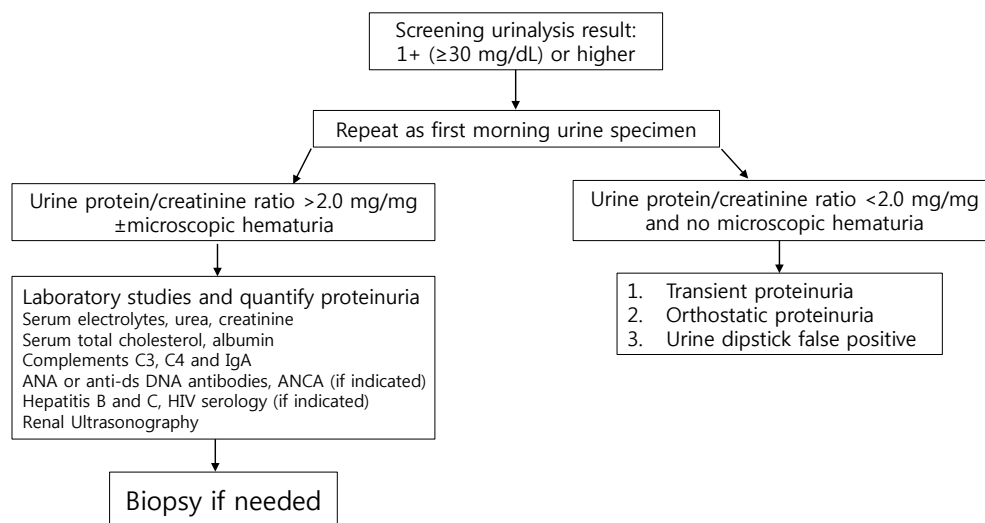 Screening urinalysis result:
1+ (≥30 mg/dL) or higher
Repeat as first morning urine specimen
Urine protein/creatinine ratio >2.0 mg/mg
±microscopic hematuria
Urine protein/creatinine ratio <2.0 mg/mg
and no microscopic hematuria
Laboratory studies and quantify proteinuria
Serum electrolytes, urea, creatinine
Serum total cholesterol, albumin
Complements C3, C4 and IgA
ANA or anti-ds DNA antibodies, ANCA (if indicated)
Hepatitis B and C, HIV serology (if indicated)
Renal Ultrasonography
1. Transient proteinuria
2. Orthostatic proteinuria
3. Urine dipstick false positive
Biopsy if needed